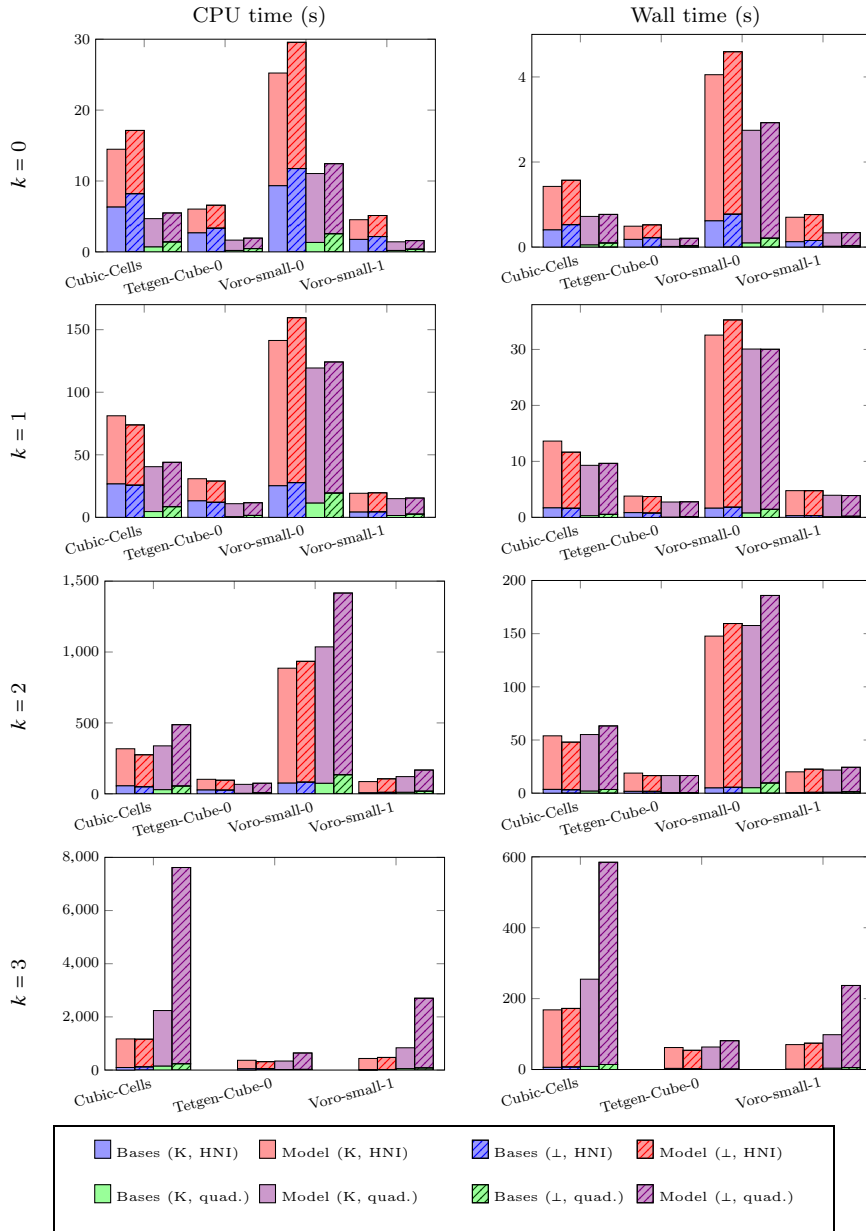 CPU time (s)
Wall time (s)
k = 0
30
20
10
0
Cubic-Cells
Tetgen-Cube-0
Voro-small-0
Voro-small-1
4
2
0
Cubic-Cells
Tetgen-Cube-0
Voro-small-0
Voro-small-1
k = 1
150
100
50
0
Cubic-Cells
Tetgen-Cube-0
Voro-small-0
Voro-small-1
30
20
10
0
Cubic-Cells
Tetgen-Cube-0
Voro-small-0
Voro-small-1
k = 2
1,500
1,000
500
0
Cubic-Cells
Tetgen-Cube-0
Voro-small-0
Voro-small-1
200
150
100
50
0
Cubic-Cells
Tetgen-Cube-0
Voro-small-0
Voro-small-1
k = 3
8,000
6,000
4,000
2,000
0
Cubic-Cells
Tetgen-Cube-0
Voro-small-1
600
400
200
0
Cubic-Cells
Tetgen-Cube-0
Voro-small-1
Bases (K, HNI) Model (K, HNI) Bases (⊥, HNI) Model (⊥, HNI)
Bases (K, quad.) Model (K, quad.) Bases (⊥, quad.) Model (⊥, quad.)